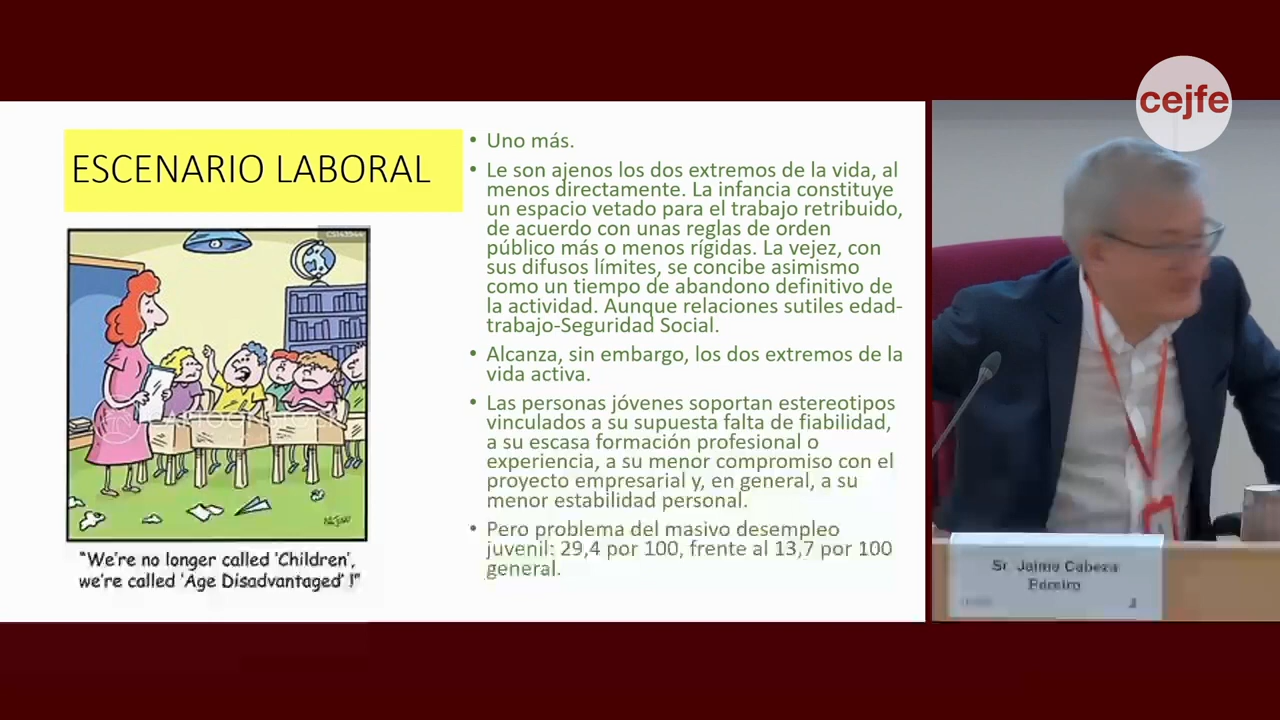 cejfe
ESCENARIO LABORAL
• Uno más.
• Le son ajenos los dos extremos de la vida, al
menos directamente. La infancia constituye
un espacio vetado para el trabajo retribuido,
de acuerdo con unas reglas de orden
público más o menos rígidas. La vejez, con
sus difusos límites, se concibe asimismo
como un tiempo de abandono definitivo de
la actividad. Aunque relaciones sutiles edad-
trabajo-Seguridad Social.
• Alcanza, sin embargo, los dos extremos de la
vida activa.
• Las personas jóvenes soportan estereotipos
vinculados a su supuesta falta de fiabilidad,
a su escasa formación profesional o
experiencia, a su menor compromiso con el
proyecto empresarial y, en general, a su
menor estabilidad personal.
• Pero problema del masivo desempleo
juvenil: 29,4 por 100, frente al 13,7 por 100
general.
"We're no longer called 'Children',
we're called 'Age Disadvantaged' !"
Sr. Jaime Cabeza
Pereiro